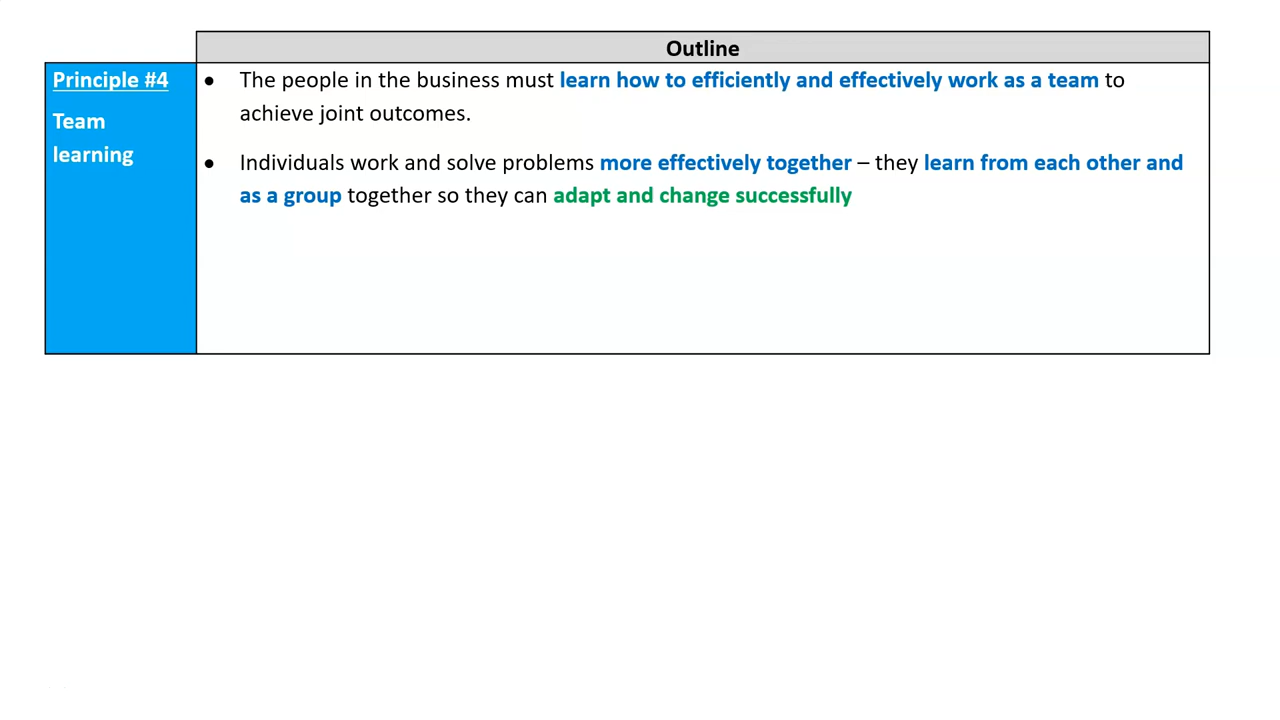 Outline
Principle #4
Team
learning
• The people in the business must learn how to efficiently and effectively work as a team to
achieve joint outcomes.
• Individuals work and solve problems more effectively together – they learn from each other and
as a group together so they can adapt and change successfully